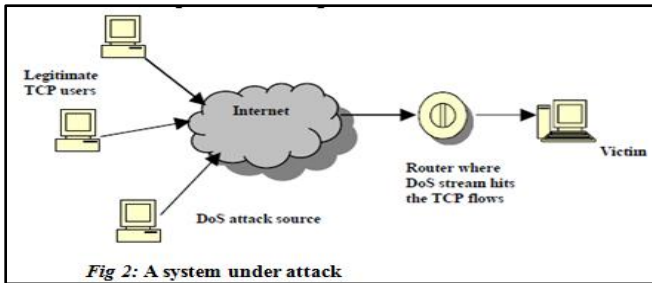 Legitimate
TCP users
Internet
Victim
Router where
DoS stream hits
the TCP flows
DoS attack source
Fig 2: A system under attack